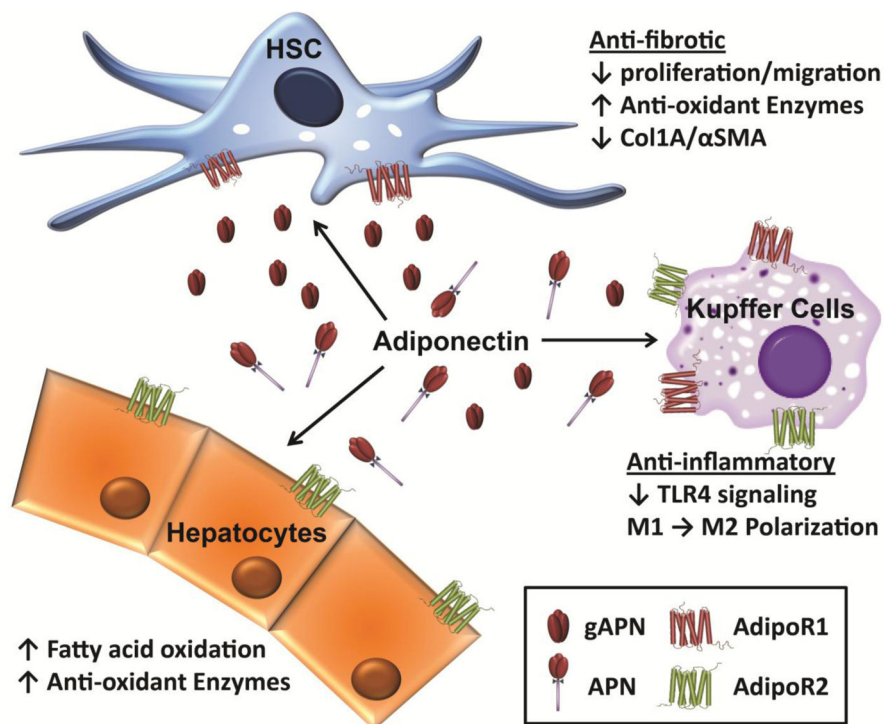 HSC
Anti-fibrotic
↓ proliferation/migration
↑ Anti-oxidant Enzymes
↓ Col1A/αSMA
Kupffer Cells
Adiponectin
Anti-inflammatory
↓ TLR4 signaling
M1 → M2 Polarization
Hepatocytes
↑ Fatty acid oxidation
↑ Anti-oxidant Enzymes
gAPN AdipoR1
APN AdipoR2